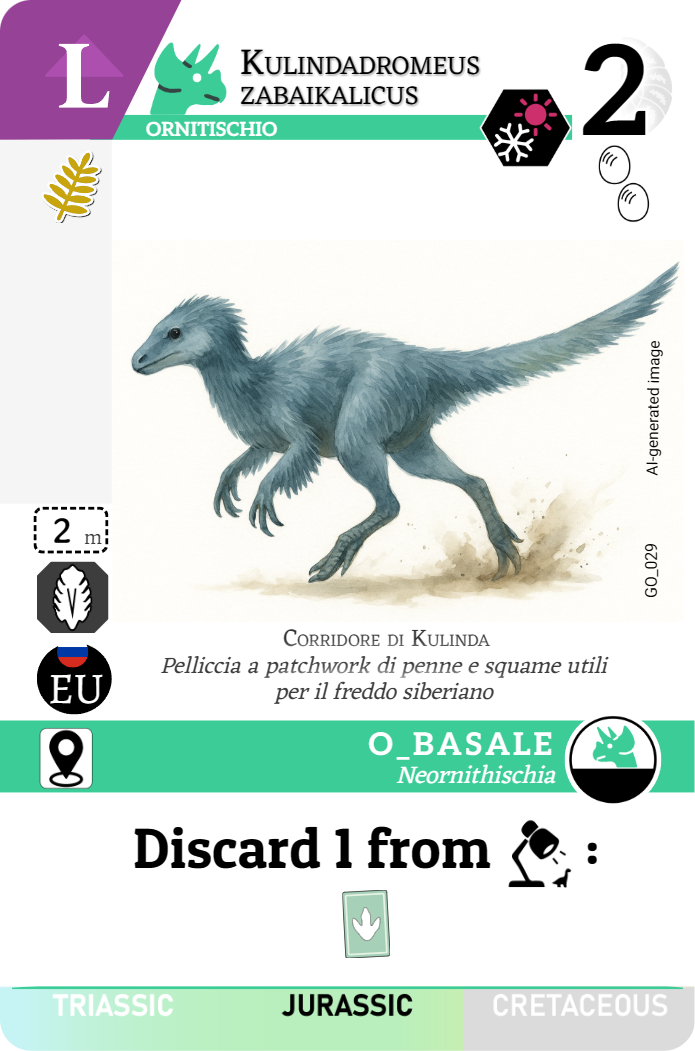 L
KULINDADROMEUS
ZABAIKALICUS
2
ORNITISCHIO
AI-generated image
GO_029
2 m
EU
CORRIDORE DI KULINDA
Pelliccia a patchwork di penne e squame utili
per il freddo siberiano
O_BASALE
Neornithischia
Discard 1 from :
TRIASSIC JURASSIC CRETACEOUS